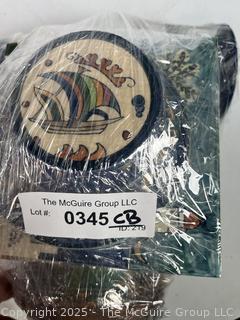 The McGuire Group LLC
Lot #: 0345 CB
ID: 219
Copyright 2025 - The McGuire Group LLC